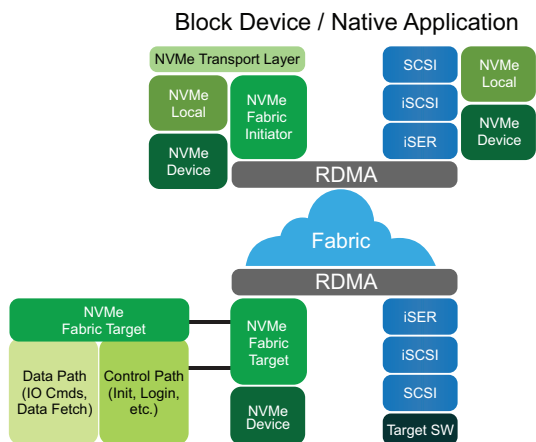 Block Device / Native Application
NVMe Transport Layer
NVMe
Local
NVMe
Device
NVMe
Fabric
Initiator
SCSI
iSCSI
iSER
NVMe
Local
NVMe
Device
RDMA
Fabric
RDMA
NVMe
Fabric Target
Data Path
(IO Cmds,
Data Fetch)
Control Path
(Init, Login,
etc.)
NVMe
Fabric
Target
NVMe
Device
iSER
iSCSI
SCSI
Target SW